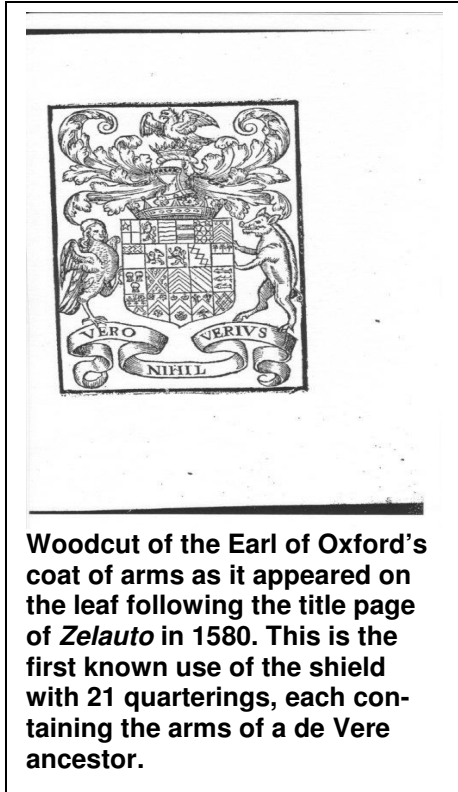 VERO
VERIVS
NIHIL
Woodcut of the Earl of Oxford’s
coat of arms as it appeared on
the leaf following the title page
of Zelauto in 1580. This is the
first known use of the shield
with 21 quarterings, each con-
taining the arms of a de Vere
ancestor.